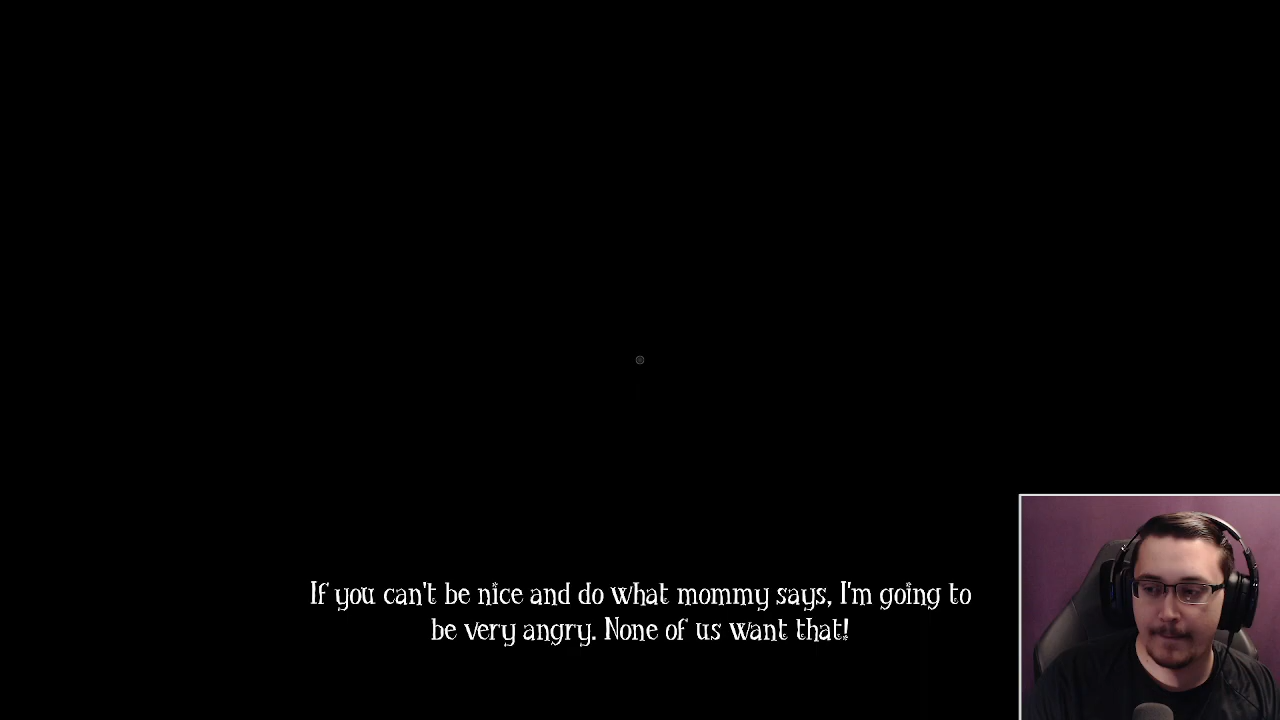 If you can't be nice and do what mommy says, I'm going to
be very angry. None of us want that!